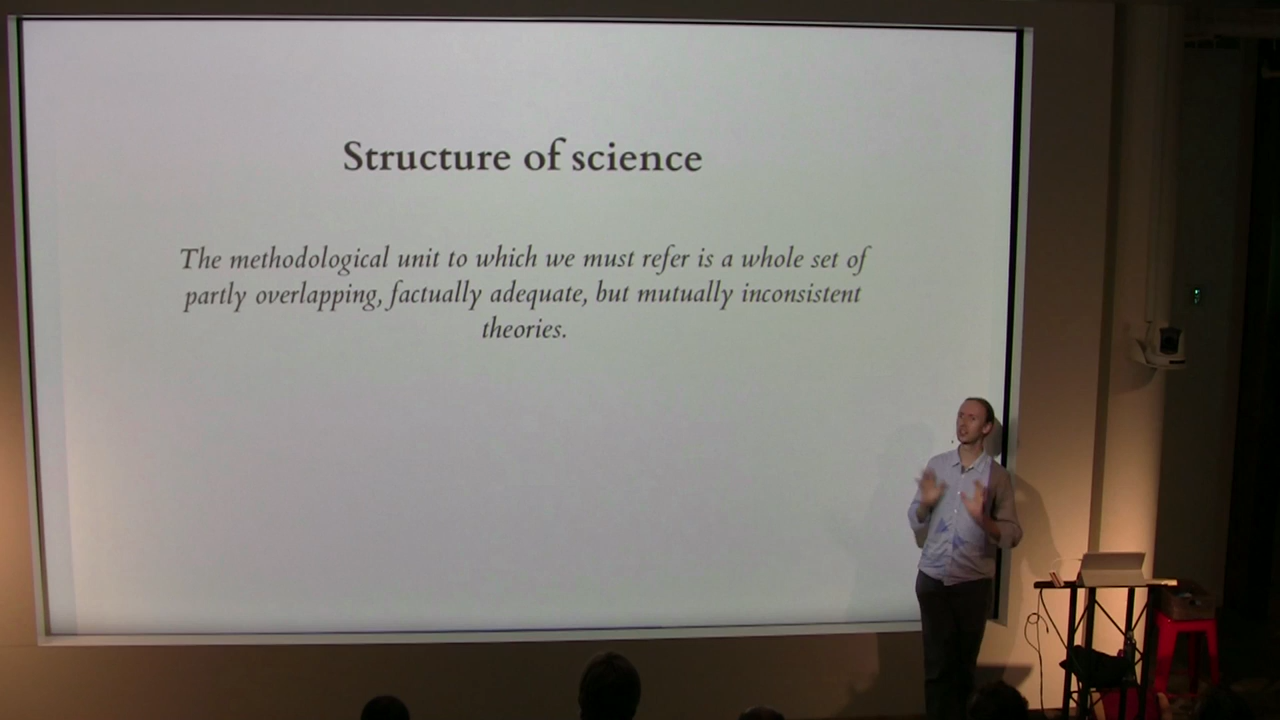 Structure of science
The methodological unit to which we must refer is a whole set of
partly overlapping, factually adequate, but mutually inconsistent
theories.